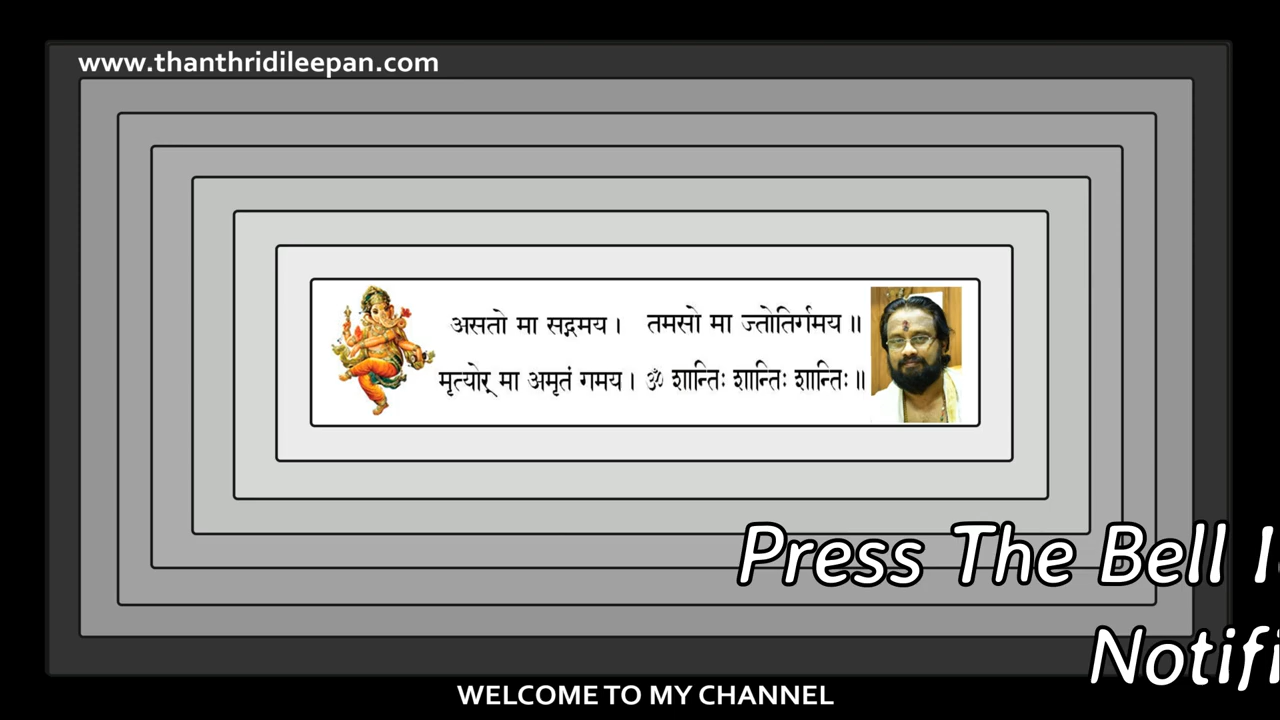 www.thanthridileepan.com
असतो मा सद्गमय। तमसो मा ज्तोतिर्गमय॥
मृत्योर् मा अमृतं गमय। ॐ शान्तिः शान्तिः शान्तिः॥
Press The Bell
WELCOME TO MY CHANNEL